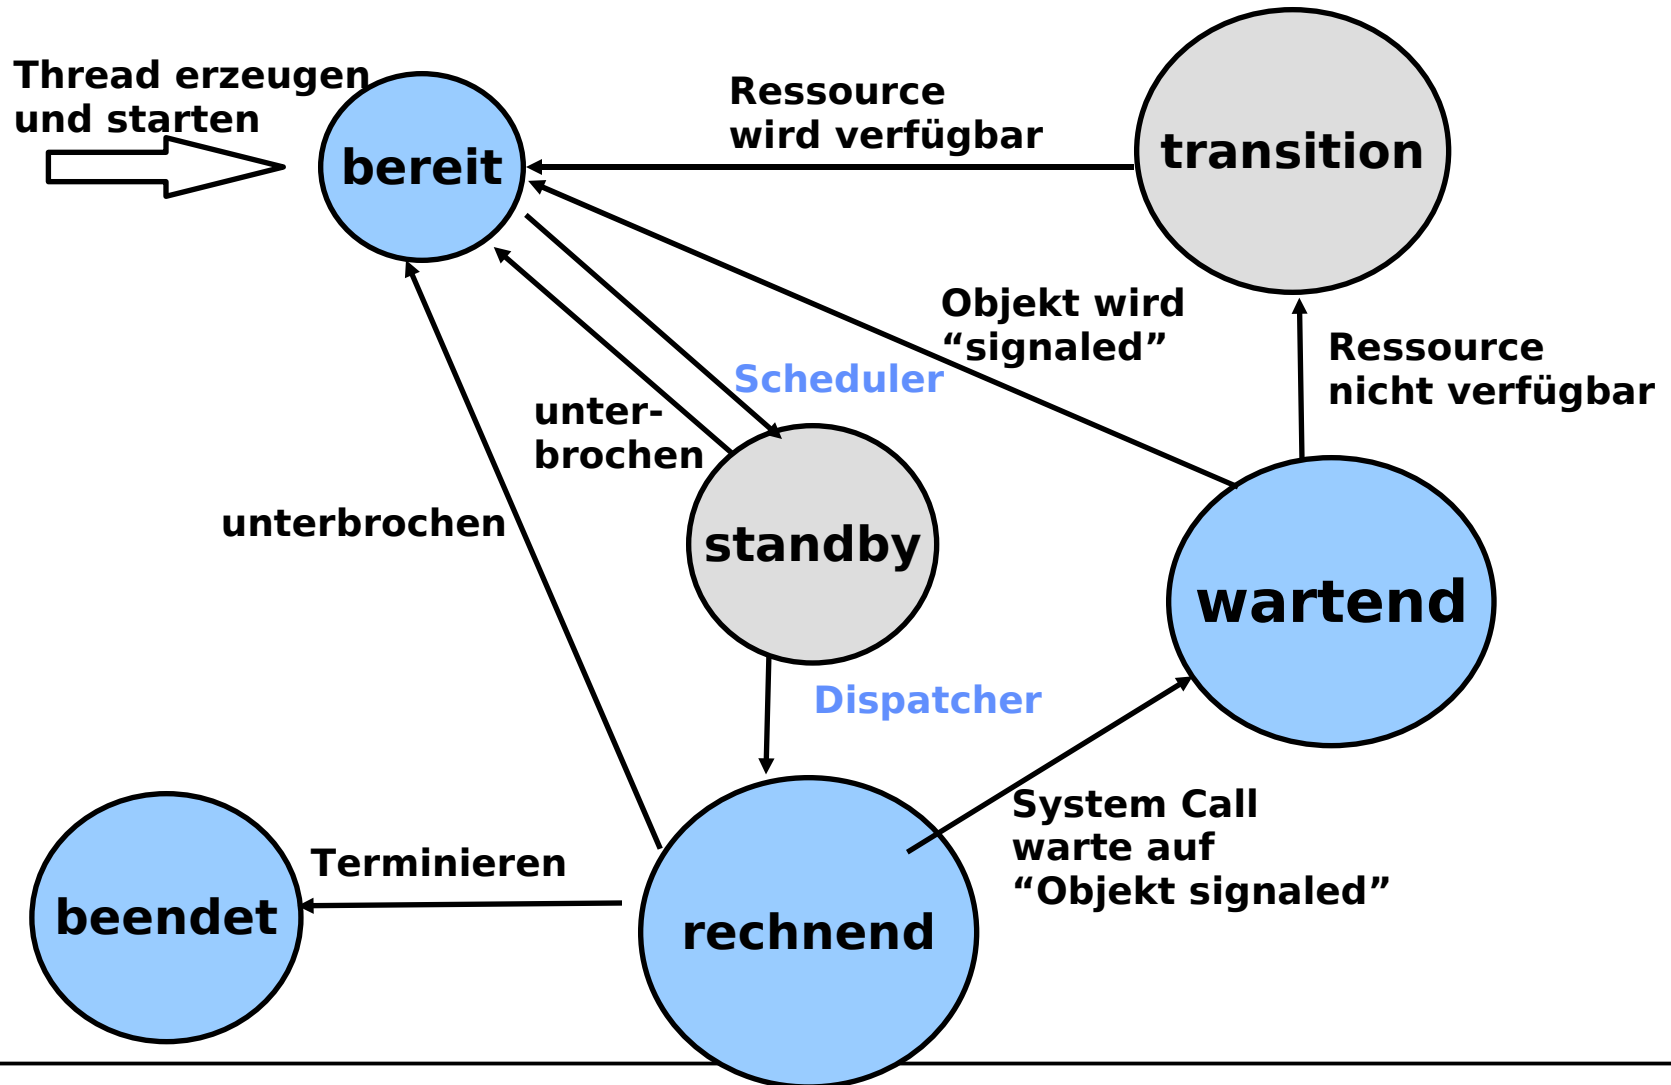 Thread erzeugen
und starten
bereit
Ressource
wird verfügbar
transition
Objekt wird
“signaled”
Ressource
nicht verfügbar
Scheduler
unter-
brochen
unterbrochen
standby
wartend
Dispatcher
System Call
warte auf
“Objekt signaled”
Terminieren
beendet
rechnend